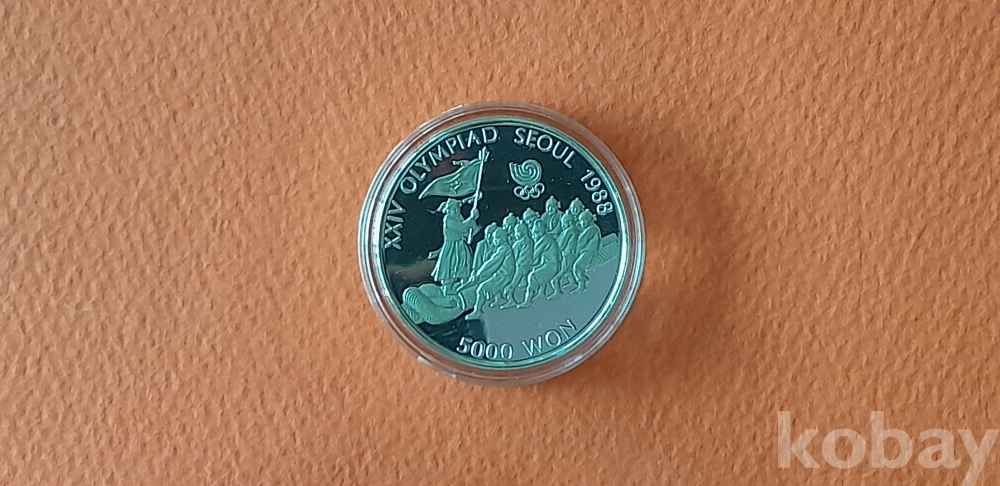 XXIV OLYMPIAD SEOUL 1988
5000 WON
kobay